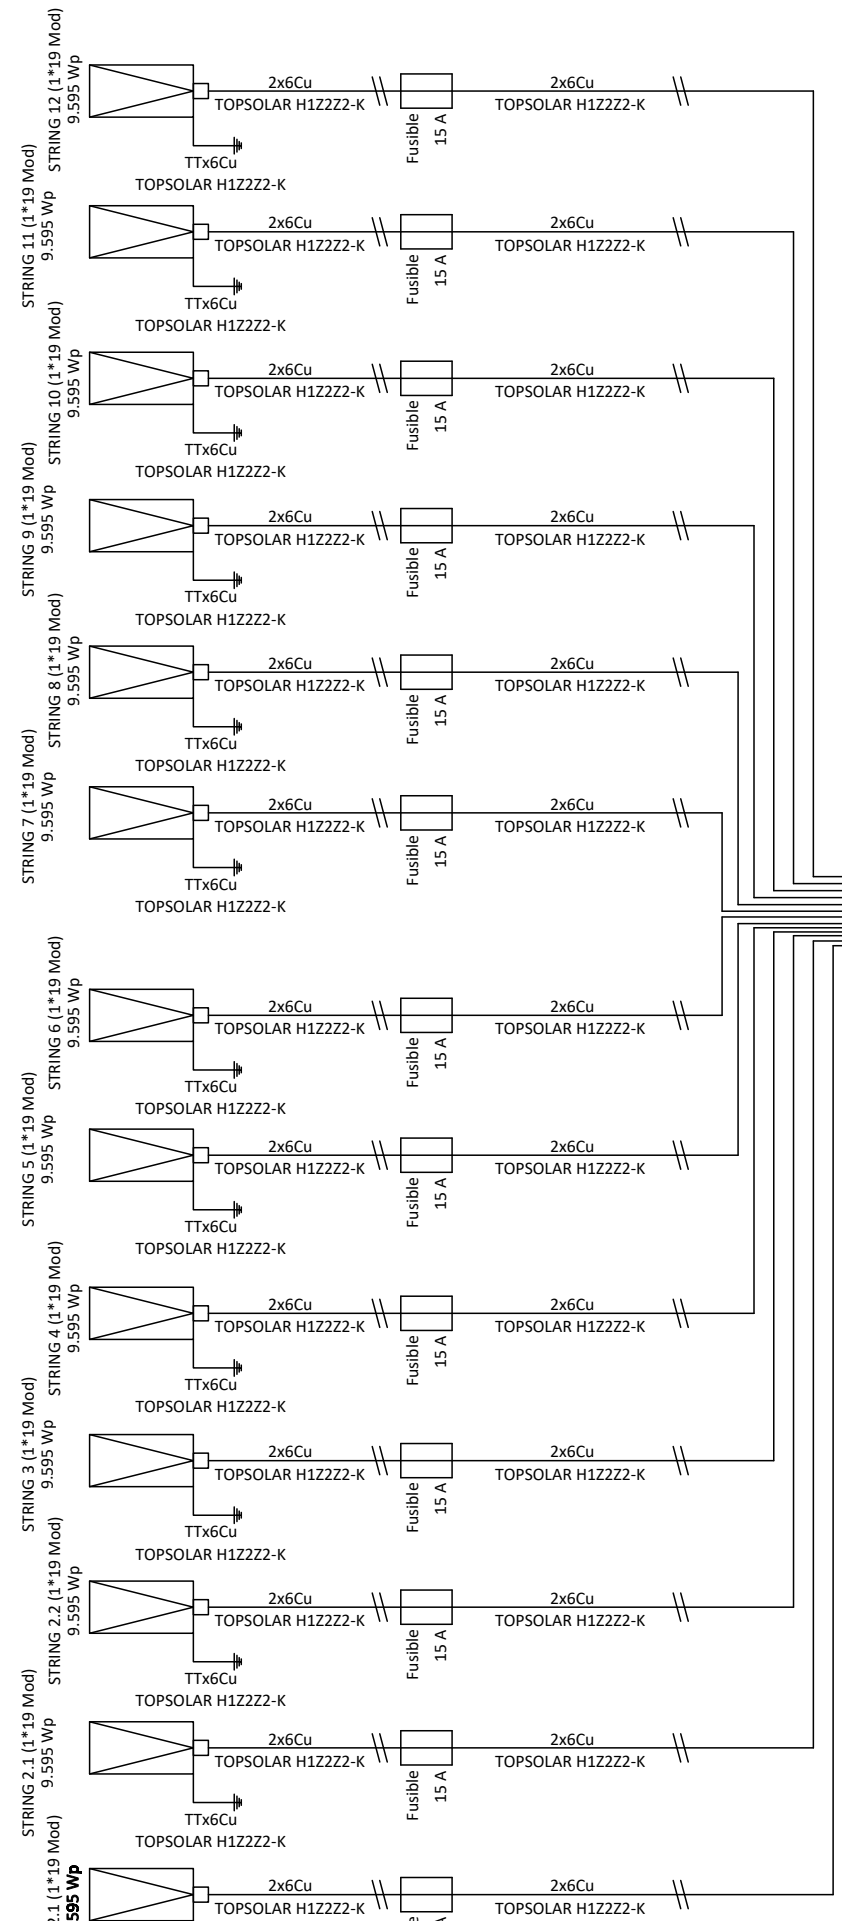 STRING 12 (1*19 Mod)
9.595 Wp
2x6Cu
TOPSOLAR H1Z2Z2-K
Fusible
15 A
2x6Cu
TOPSOLAR H1Z2Z2-K
TTx6Cu
TOPSOLAR H1Z2Z2-K
STRING 11 (1*19 Mod)
9.595 Wp
2x6Cu
TOPSOLAR H1Z2Z2-K
Fusible
15 A
2x6Cu
TOPSOLAR H1Z2Z2-K
TTx6Cu
TOPSOLAR H1Z2Z2-K
STRING 10 (1*19 Mod)
9.595 Wp
2x6Cu
TOPSOLAR H1Z2Z2-K
Fusible
15 A
2x6Cu
TOPSOLAR H1Z2Z2-K
TTx6Cu
TOPSOLAR H1Z2Z2-K
STRING 9 (1*19 Mod)
9.595 Wp
2x6Cu
TOPSOLAR H1Z2Z2-K
Fusible
15 A
2x6Cu
TOPSOLAR H1Z2Z2-K
TTx6Cu
TOPSOLAR H1Z2Z2-K
STRING 8 (1*19 Mod)
9.595 Wp
2x6Cu
TOPSOLAR H1Z2Z2-K
Fusible
15 A
2x6Cu
TOPSOLAR H1Z2Z2-K
TTx6Cu
TOPSOLAR H1Z2Z2-K
STRING 7 (1*19 Mod)
9.595 Wp
2x6Cu
TOPSOLAR H1Z2Z2-K
Fusible
15 A
2x6Cu
TOPSOLAR H1Z2Z2-K
TTx6Cu
TOPSOLAR H1Z2Z2-K
STRING 6 (1*19 Mod)
9.595 Wp
2x6Cu
TOPSOLAR H1Z2Z2-K
Fusible
15 A
2x6Cu
TOPSOLAR H1Z2Z2-K
TTx6Cu
TOPSOLAR H1Z2Z2-K
STRING 5 (1*19 Mod)
9.595 Wp
2x6Cu
TOPSOLAR H1Z2Z2-K
Fusible
15 A
2x6Cu
TOPSOLAR H1Z2Z2-K
TTx6Cu
TOPSOLAR H1Z2Z2-K
STRING 4 (1*19 Mod)
9.595 Wp
2x6Cu
TOPSOLAR H1Z2Z2-K
Fusible
15 A
2x6Cu
TOPSOLAR H1Z2Z2-K
TTx6Cu
TOPSOLAR H1Z2Z2-K
STRING 3 (1*19 Mod)
9.595 Wp
2x6Cu
TOPSOLAR H1Z2Z2-K
Fusible
15 A
2x6Cu
TOPSOLAR H1Z2Z2-K
TTx6Cu
TOPSOLAR H1Z2Z2-K
STRING 2.2 (1*19 Mod)
9.595 Wp
2x6Cu
TOPSOLAR H1Z2Z2-K
Fusible
15 A
2x6Cu
TOPSOLAR H1Z2Z2-K
TTx6Cu
TOPSOLAR H1Z2Z2-K
STRING 2.1 (1*19 Mod)
9.595 Wp
2x6Cu
TOPSOLAR H1Z2Z2-K
Fusible
15 A
2x6Cu
TOPSOLAR H1Z2Z2-K
TTx6Cu
TOPSOLAR H1Z2Z2-K
.1 (1*19 Mod)
595 Wp
2x6Cu
TOPSOLAR H1Z2Z2-K
2x6Cu
TOPSOLAR H1Z2Z2-K